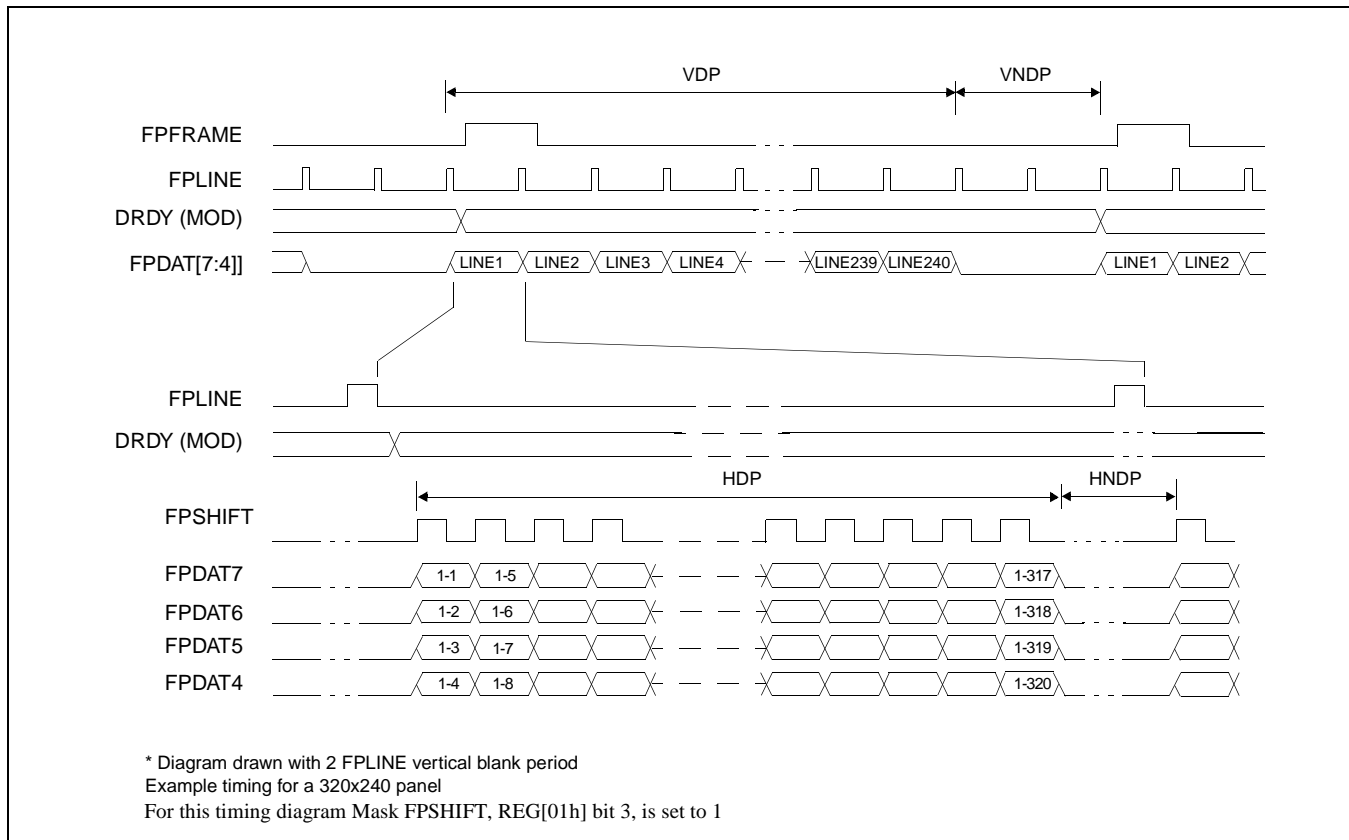 VDP VNDP
FPFRAME
FPLINE
DRDY (MOD)
FPDAT[7:4]] LINE1 LINE2 LINE3 LINE4 LINE239 LINE240 LINE1 LINE2
FPLINE
DRDY (MOD)
HDP HNDP
FPSHIFT
FPDAT7 1-1 1-5 1-317
FPDAT6 1-2 1-6 1-318
FPDAT5 1-3 1-7 1-319
FPDAT4 1-4 1-8 1-320
* Diagram drawn with 2 FPLINE vertical blank period
Example timing for a 320x240 panel
For this timing diagram Mask FPSHIFT, REG[01h] bit 3, is set to 1